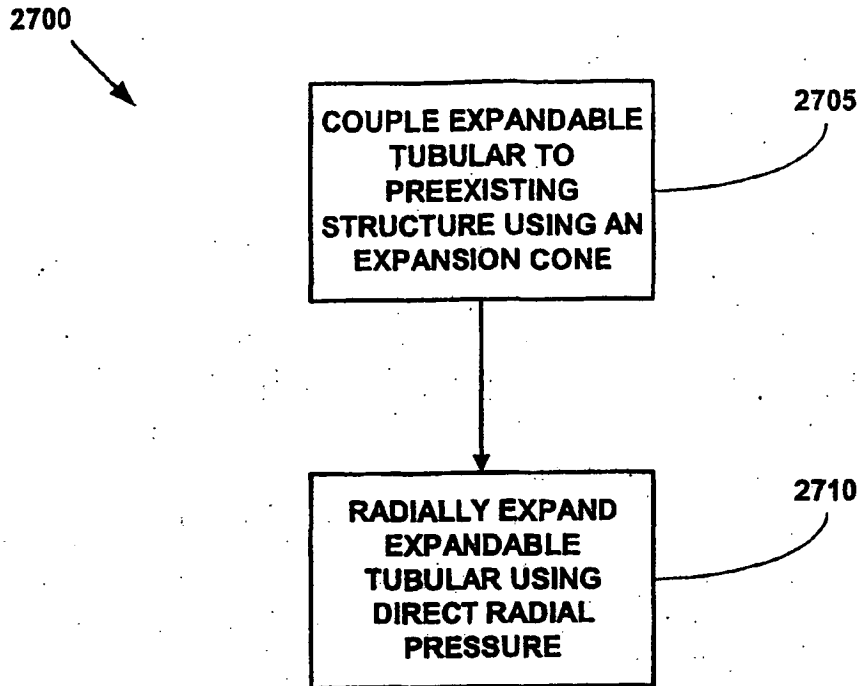 2700
2705
COUPLE EXPANDABLE
TUBULAR TO
PREEXISTING
STRUCTURE USING AN
EXPANSION CONE
2710
RADIALLY EXPAND
EXPANDABLE
TUBULAR USING
DIRECT RADIAL
PRESSURE